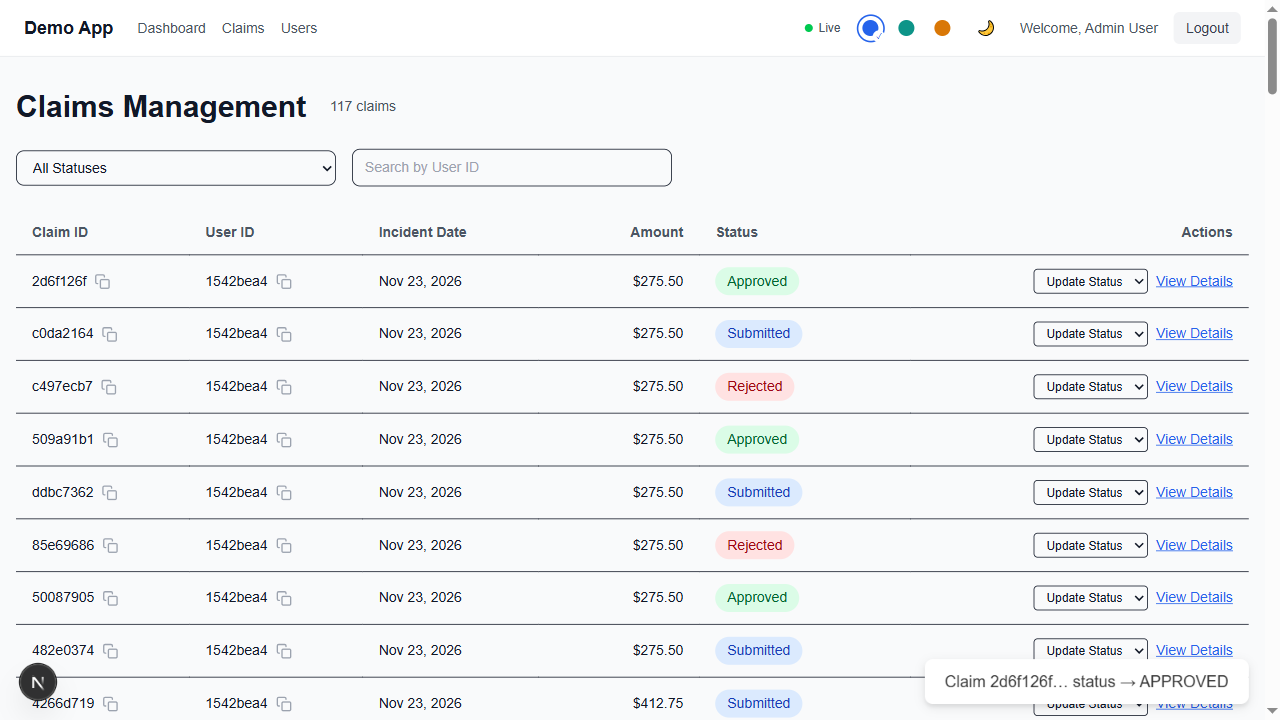 Demo App Dashboard Claims Users Live Welcome, Admin User Logout
Claims Management 117 claims
All Statuses Search by User ID
Claim ID User ID Incident Date Amount Status Actions
2d6f126f 1542bea4 Nov 23, 2026 $275.50 Approved Update Status View Details
c0da2164 1542bea4 Nov 23, 2026 $275.50 Submitted Update Status View Details
c497ecb7 1542bea4 Nov 23, 2026 $275.50 Rejected Update Status View Details
509a91b1 1542bea4 Nov 23, 2026 $275.50 Approved Update Status View Details
ddbc7362 1542bea4 Nov 23, 2026 $275.50 Submitted Update Status View Details
85e69686 1542bea4 Nov 23, 2026 $275.50 Rejected Update Status View Details
50087905 1542bea4 Nov 23, 2026 $275.50 Approved Update Status View Details
482e0374 1542bea4 Nov 23, 2026 $275.50 Submitted Update Status View Details
4266d719 1542bea4 Nov 23, 2026 $412.75 Submitted
N
Claim 2d6f126f… status → APPROVED